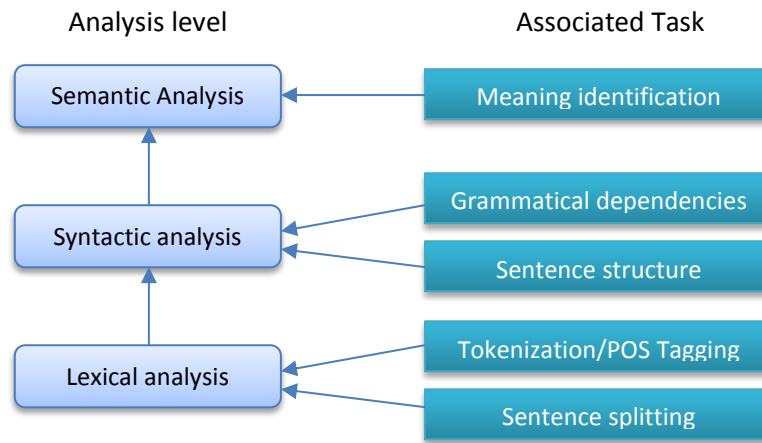 Analysis level
Associated Task
Semantic Analysis
Meaning identification
Grammatical dependencies
Syntactic analysis
Sentence structure
Tokenization/POS Tagging
Lexical analysis
Sentence splitting